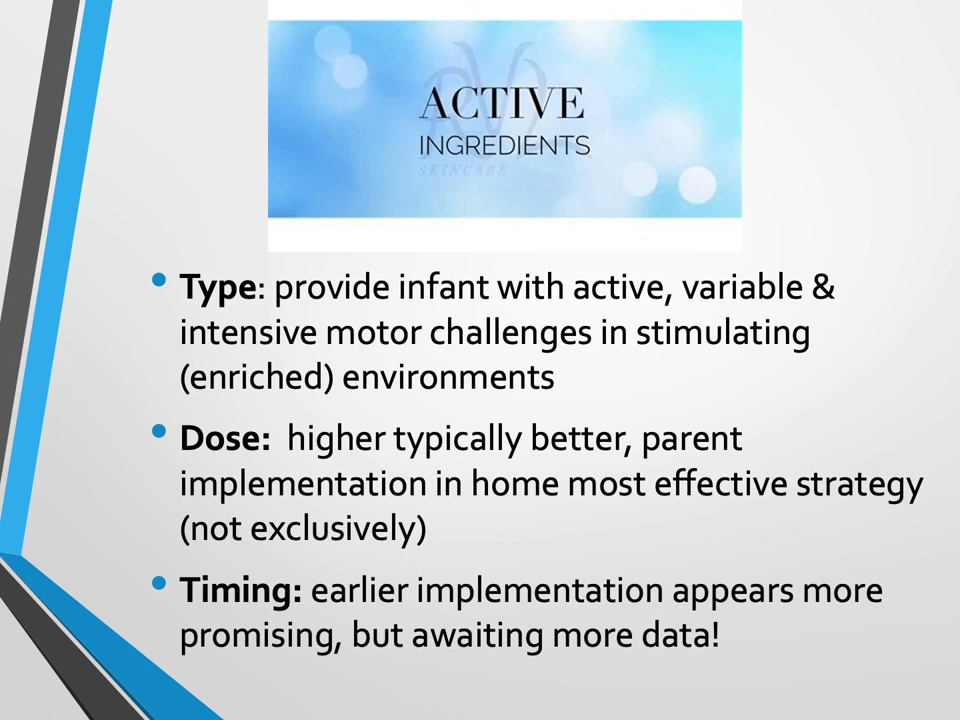 ACTIVE
INGREDIENTS
SKINCARE
• Type: provide infant with active, variable &
intensive motor challenges in stimulating
(enriched) environments
• Dose:  higher typically better, parent
implementation in home most effective strategy
(not exclusively)
• Timing: earlier implementation appears more
promising, but awaiting more data!